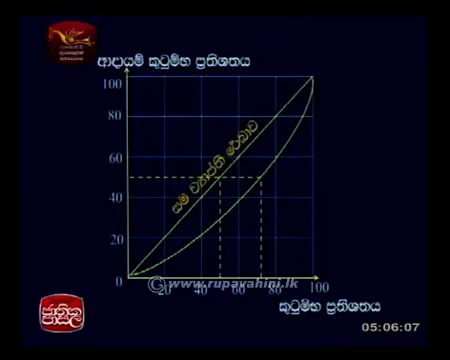 ආදායම් කුටුම්භ ප්‍රතිශතය
100
80
60
40
20
0
සම ව්‍යාප්ති රේඛාව
20 40 60 80 100
© www.rupavahini.lk
කුටුම්භ ප්‍රතිශතය
ජාතික
පාසල
05:06:07